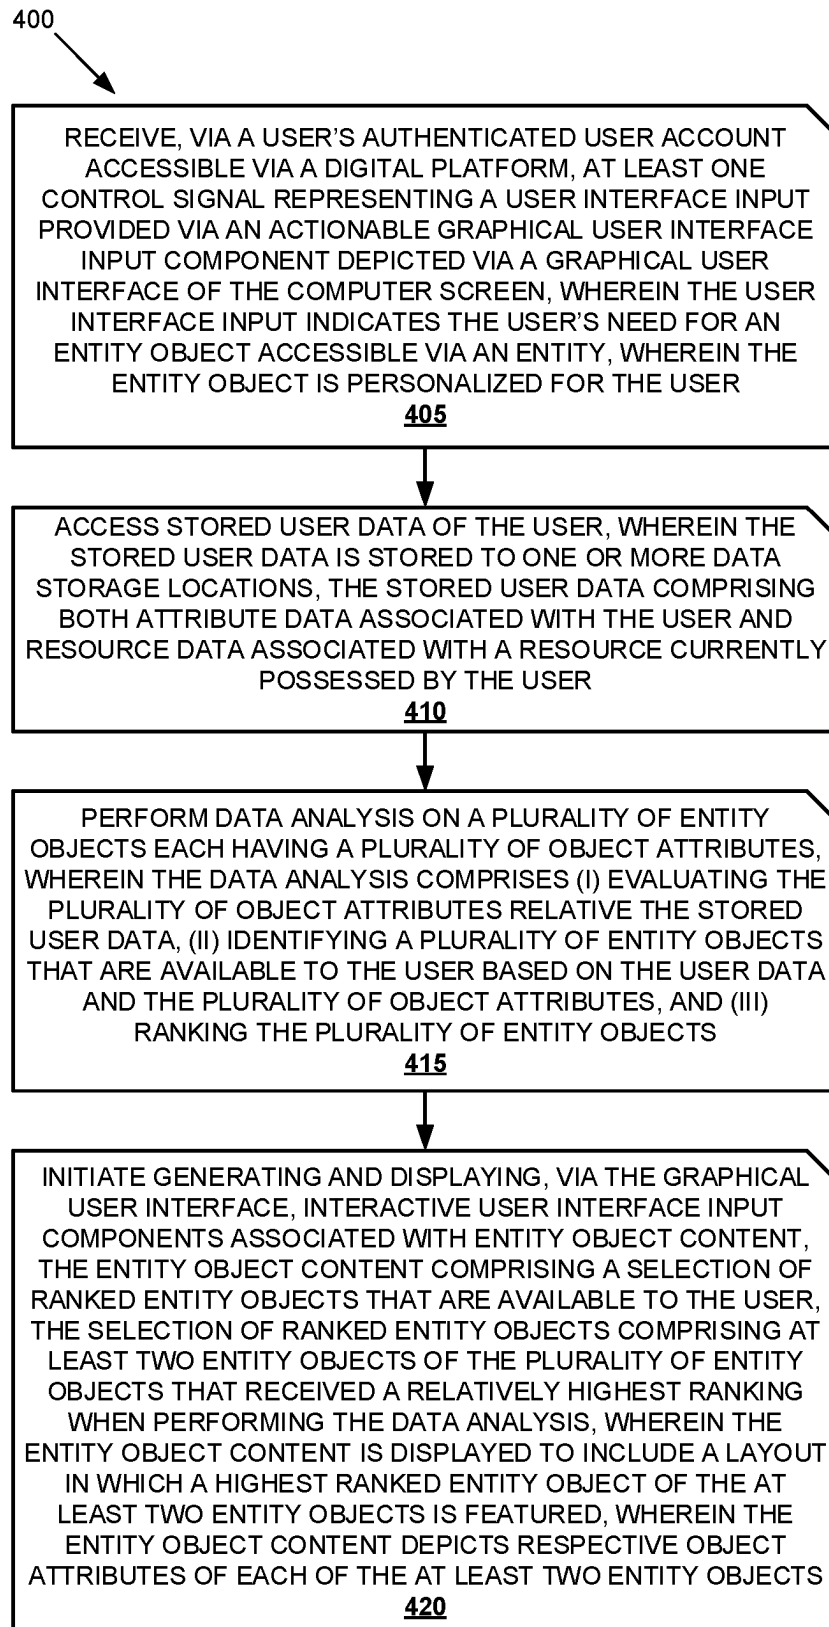 400
RECEIVE, VIA A USER’S AUTHENTICATED USER ACCOUNT
ACCESSIBLE VIA A DIGITAL PLATFORM, AT LEAST ONE
CONTROL SIGNAL REPRESENTING A USER INTERFACE INPUT
PROVIDED VIA AN ACTIONABLE GRAPHICAL USER INTERFACE
INPUT COMPONENT DEPICTED VIA A GRAPHICAL USER
INTERFACE OF THE COMPUTER SCREEN, WHEREIN THE USER
INTERFACE INPUT INDICATES THE USER’S NEED FOR AN
ENTITY OBJECT ACCESSIBLE VIA AN ENTITY, WHEREIN THE
ENTITY OBJECT IS PERSONALIZED FOR THE USER
405
ACCESS STORED USER DATA OF THE USER, WHEREIN THE
STORED USER DATA IS STORED TO ONE OR MORE DATA
STORAGE LOCATIONS, THE STORED USER DATA COMPRISING
BOTH ATTRIBUTE DATA ASSOCIATED WITH THE USER AND
RESOURCE DATA ASSOCIATED WITH A RESOURCE CURRENTLY
POSSESSED BY THE USER
410
PERFORM DATA ANALYSIS ON A PLURALITY OF ENTITY
OBJECTS EACH HAVING A PLURALITY OF OBJECT ATTRIBUTES,
WHEREIN THE DATA ANALYSIS COMPRISES (I) EVALUATING THE
PLURALITY OF OBJECT ATTRIBUTES RELATIVE THE STORED
USER DATA, (II) IDENTIFYING A PLURALITY OF ENTITY OBJECTS
THAT ARE AVAILABLE TO THE USER BASED ON THE USER DATA
AND THE PLURALITY OF OBJECT ATTRIBUTES, AND (III)
RANKING THE PLURALITY OF ENTITY OBJECTS
415
INITIATE GENERATING AND DISPLAYING, VIA THE GRAPHICAL
USER INTERFACE, INTERACTIVE USER INTERFACE INPUT
COMPONENTS ASSOCIATED WITH ENTITY OBJECT CONTENT,
THE ENTITY OBJECT CONTENT COMPRISING A SELECTION OF
RANKED ENTITY OBJECTS THAT ARE AVAILABLE TO THE USER,
THE SELECTION OF RANKED ENTITY OBJECTS COMPRISING AT
LEAST TWO ENTITY OBJECTS OF THE PLURALITY OF ENTITY
OBJECTS THAT RECEIVED A RELATIVELY HIGHEST RANKING
WHEN PERFORMING THE DATA ANALYSIS, WHEREIN THE
ENTITY OBJECT CONTENT IS DISPLAYED TO INCLUDE A LAYOUT
IN WHICH A HIGHEST RANKED ENTITY OBJECT OF THE AT
LEAST TWO ENTITY OBJECTS IS FEATURED, WHEREIN THE
ENTITY OBJECT CONTENT DEPICTS RESPECTIVE OBJECT
ATTRIBUTES OF EACH OF THE AT LEAST TWO ENTITY OBJECTS
420